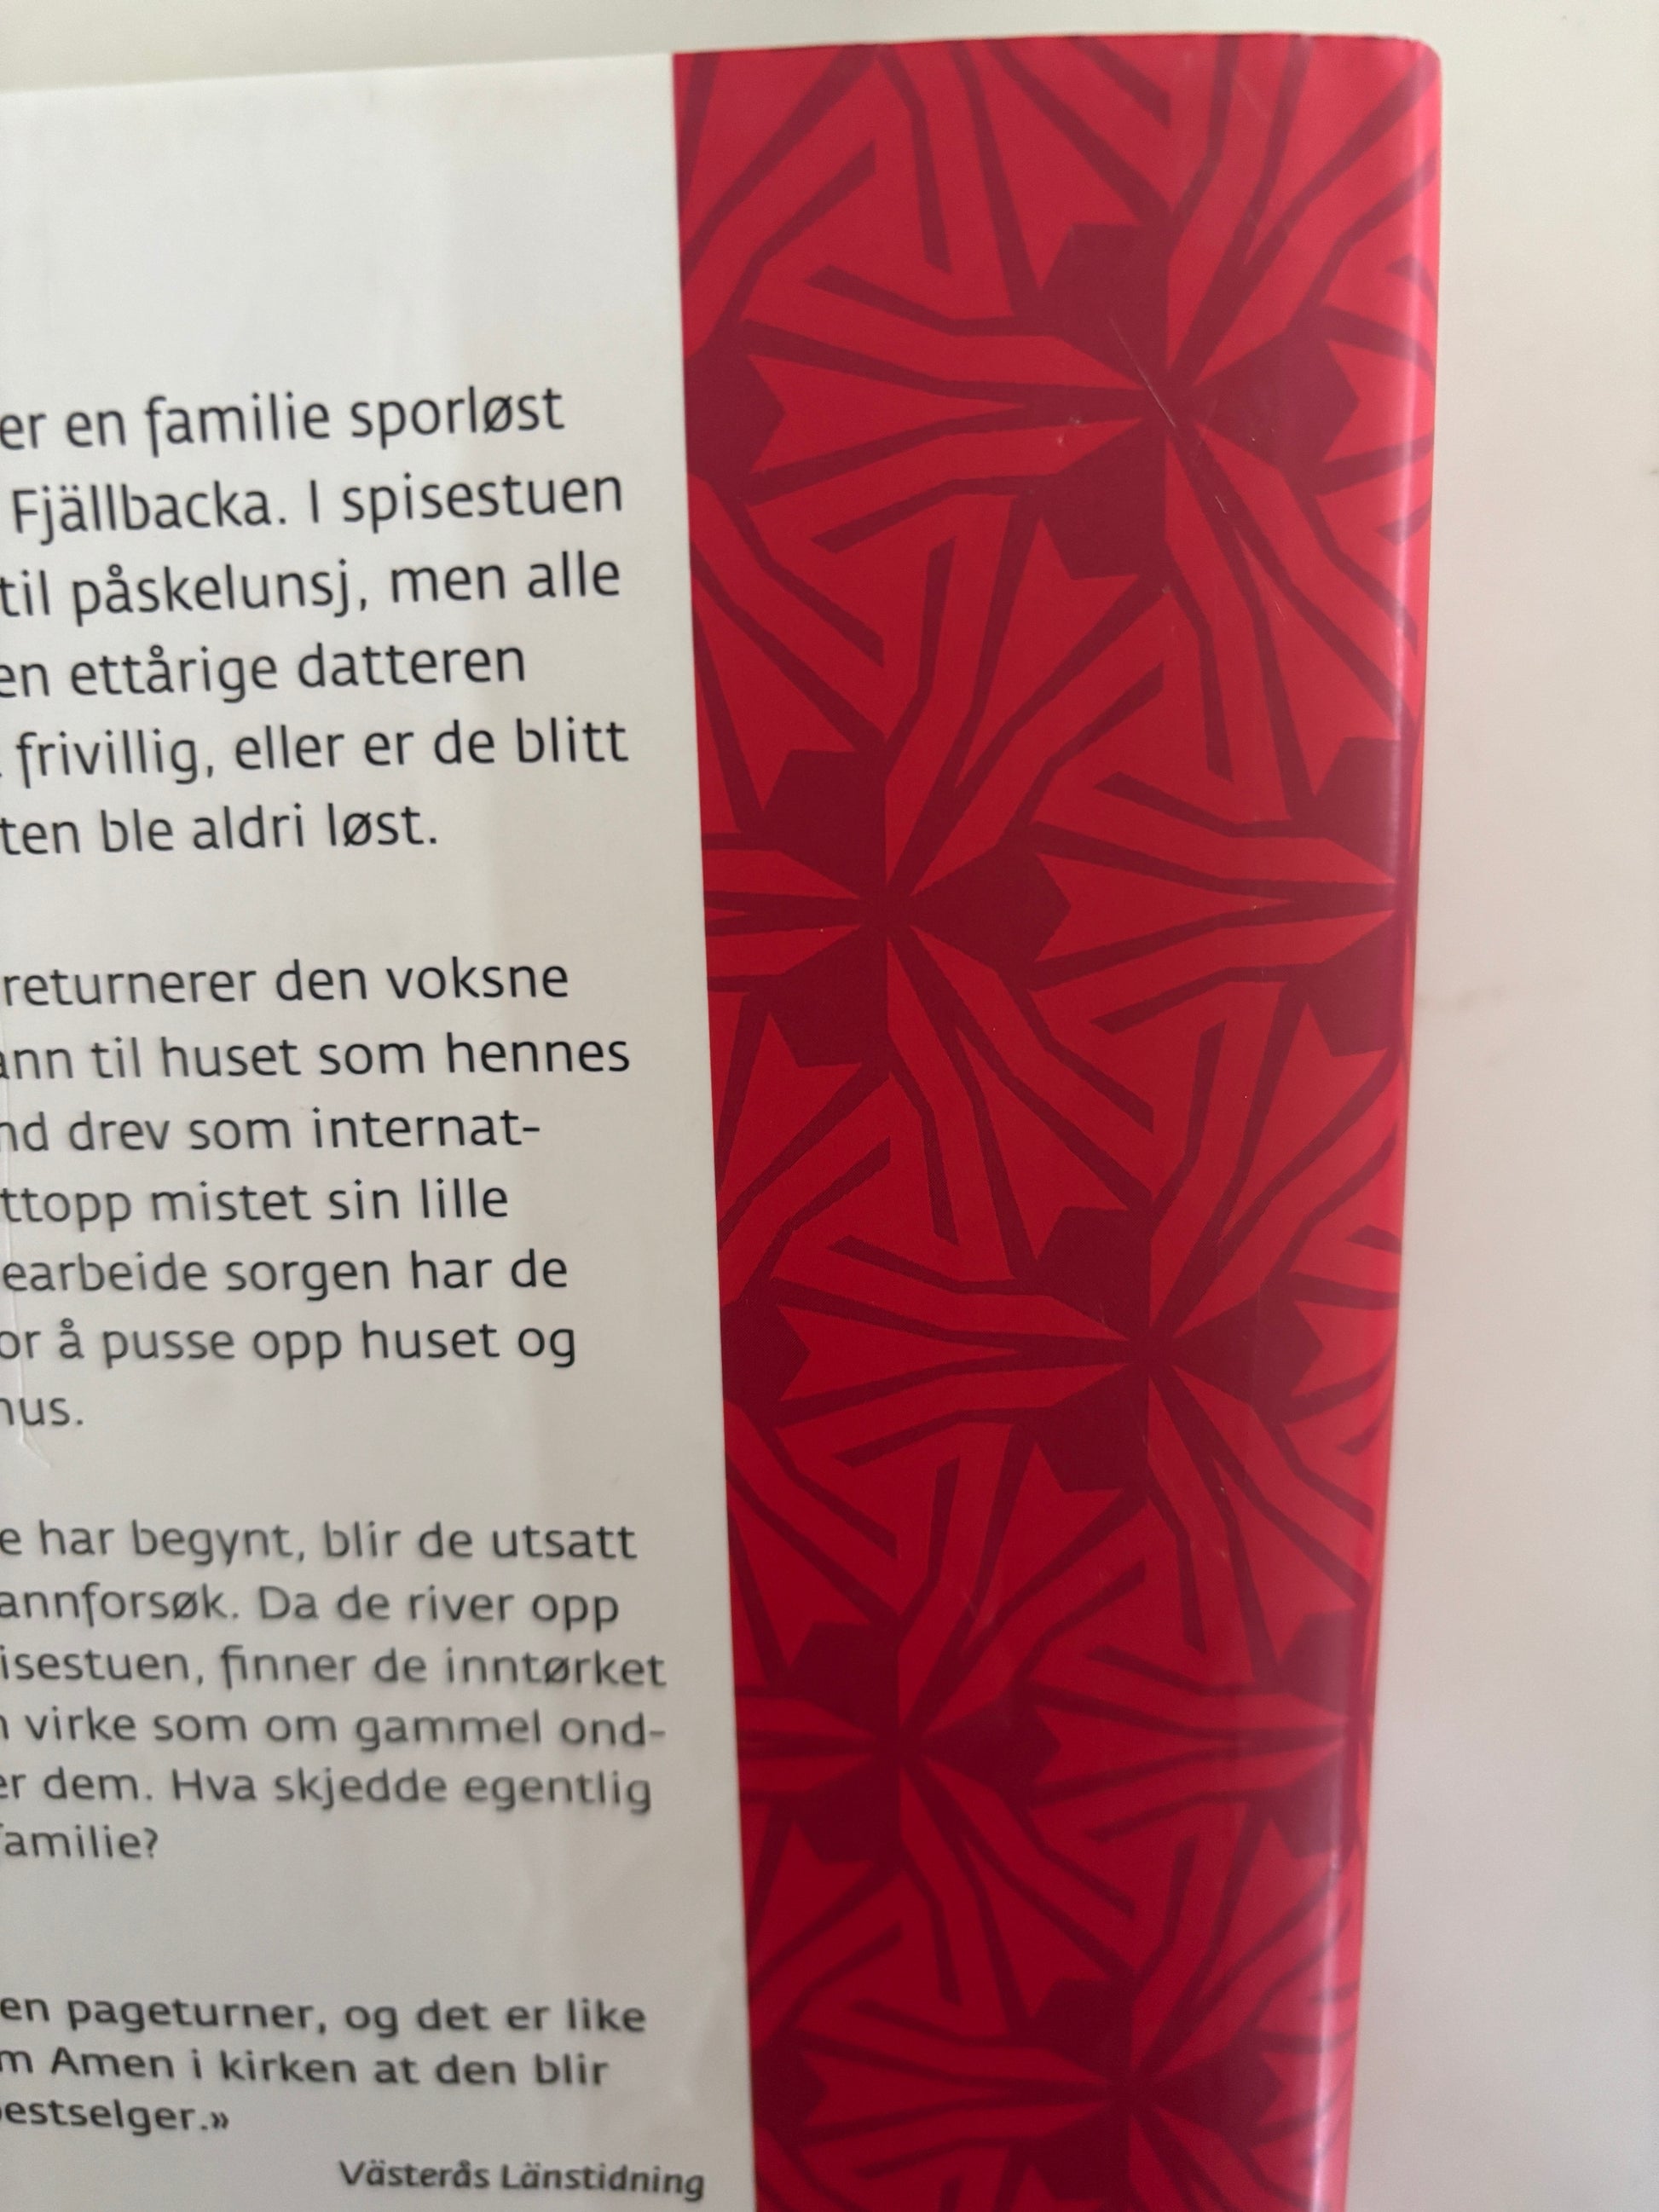 er en familie sporløst
Fjällbacka. I spisestuen
til påskelunsj, men alle
en ettårige datteren
frivillig, eller er de blitt
ten ble aldri løst.
returnerer den voksne
ann til huset som hennes
nd drev som internat-
ttopp mistet sin lille
earbeide sorgen har de
or å pusse opp huset og
hus.
e har begynt, blir de utsatt
annforsøk. Da de river opp
isestuen, finner de inntørket
n virke som om gammel ond-
er dem. Hva skjedde egentlig
familie?
en pageturner, og det er like
m Amen i kirken at den blir
bestselger.»
Västerås Länstidning